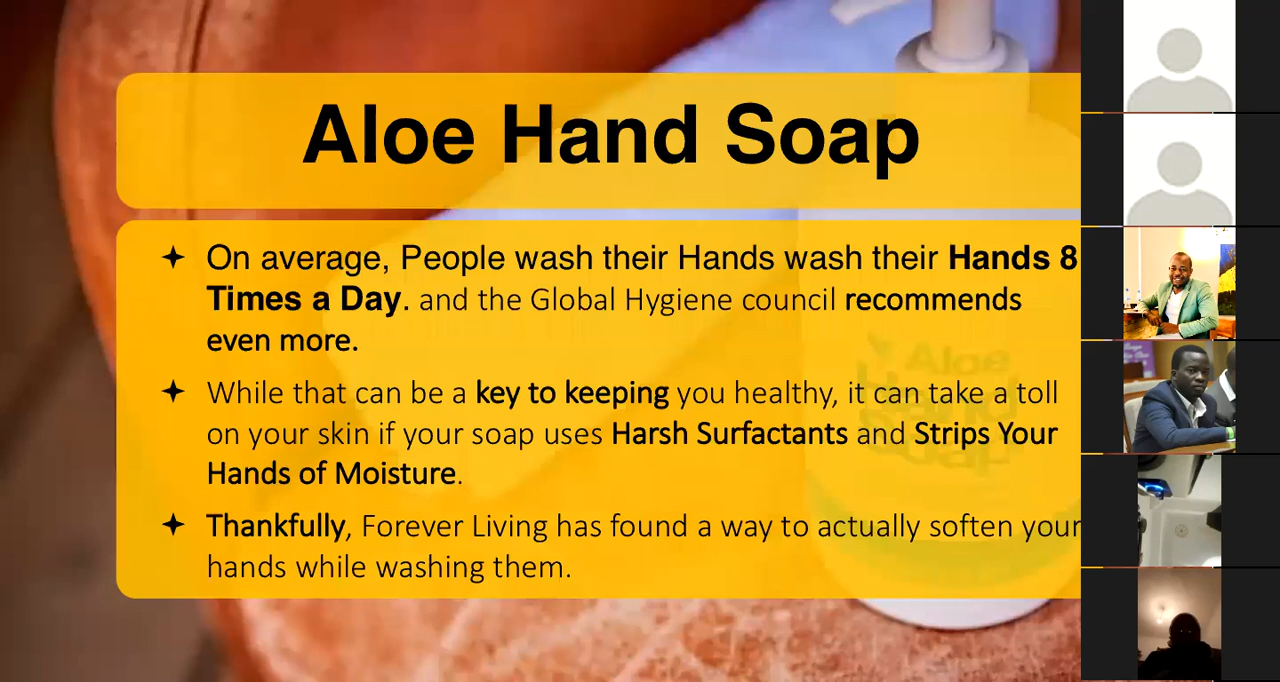 Aloe Hand Soap
On average, People wash their Hands wash their Hands 8
Times a Day. and the Global Hygiene council recommends
even more.
While that can be a key to keeping you healthy, it can take a toll
on your skin if your soap uses Harsh Surfactants and Strips Your
Hands of Moisture.
Thankfully, Forever Living has found a way to actually soften your
hands while washing them.
Aloe